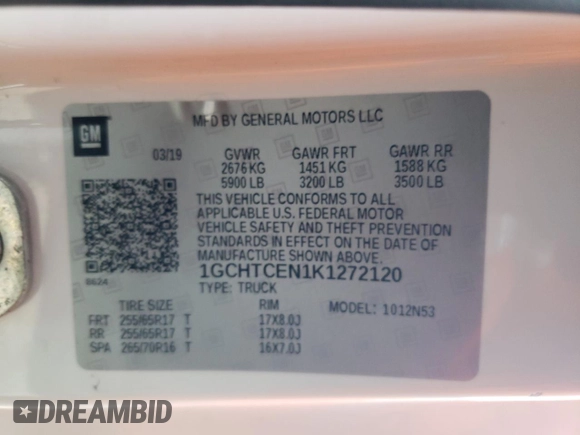 GM
MFD BY GENERAL MOTORS LLC
03/19 GVWR GAWR FRT GAWR RR
2676 KG 1451 KG 1588 KG
5900 LB 3200 LB 3500 LB
THIS VEHICLE CONFORMS TO ALL
APPLICABLE U.S. FEDERAL MOTOR
VEHICLE SAFETY AND THEFT PREVENTION
STANDARDS IN EFFECT ON THE DATE OF
MANUFACTURE SHOWN ABOVE.
8624
1GCHTCEN1K1272120
TYPE: TRUCK
TIRE SIZE RIM MODEL: 1012N53
FRT 255/65R17 T 17X8.0J
RR 255/65R17 T 17X8.0J
SPA 265/70R16 T 16X7.0J
DREAMBID